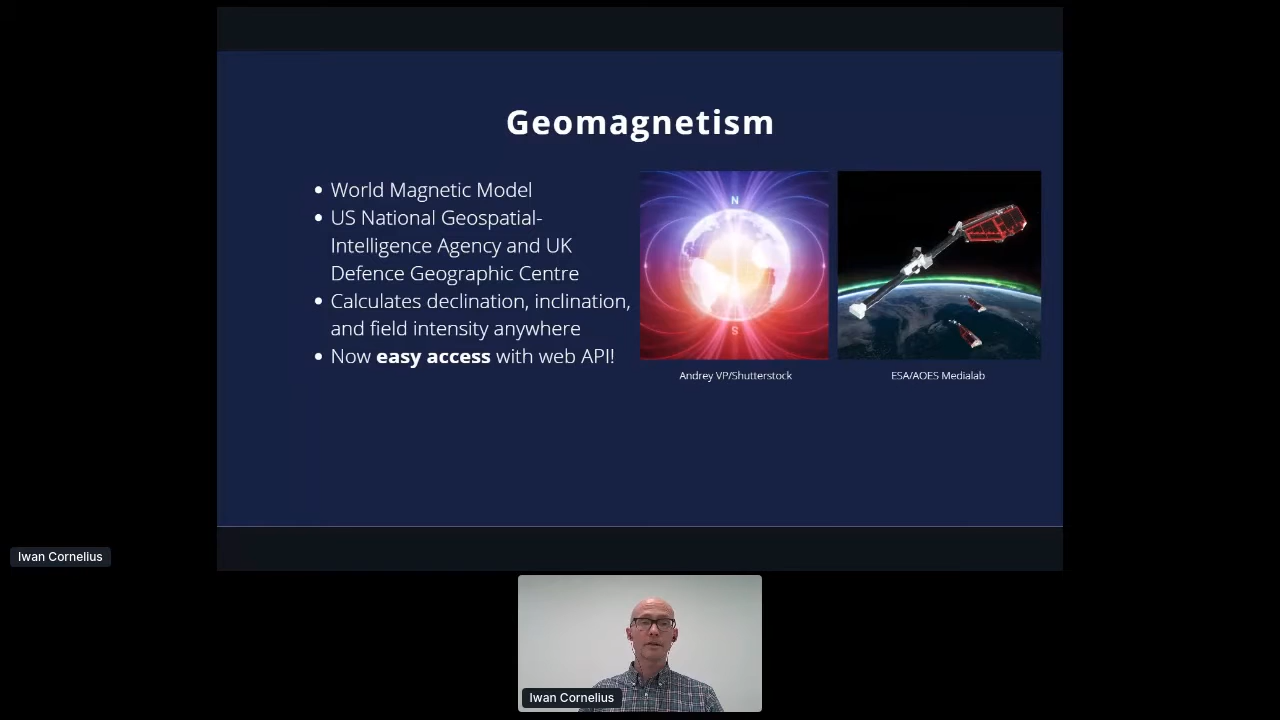 Geomagnetism
• World Magnetic Model
• US National Geospatial-
Intelligence Agency and UK
Defence Geographic Centre
• Calculates declination, inclination,
and field intensity anywhere
• Now easy access with web API!
N
S
Andrey VP/Shutterstock
ESA/AOES Medialab
Iwan Cornelius
Iwan Cornelius